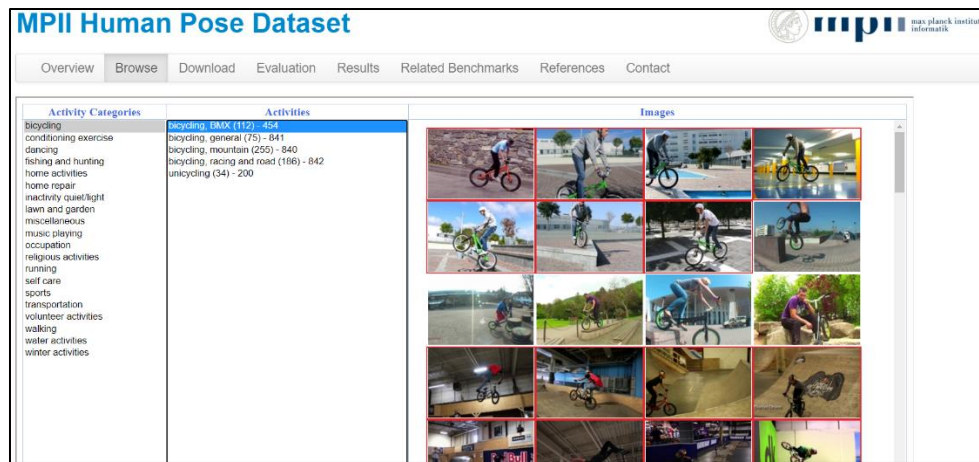 MPII Human Pose Dataset
mpii max planck institut
informatik
Overview Browse Download Evaluation Results Related Benchmarks References Contact
Activity Categories
bicycling
conditioning exercise
dancing
fishing and hunting
home activities
home repair
inactivity quiet/light
lawn and garden
miscellaneous
music playing
occupation
religious activities
running
self care
sports
transportation
volunteer activities
walking
water activities
winter activities
Activities
bicycling, BMX (112) - 454
bicycling, general (75) - 841
bicycling, mountain (255) - 840
bicycling, racing and road (186) - 842
unicycling (34) - 200
Images
Red Bull